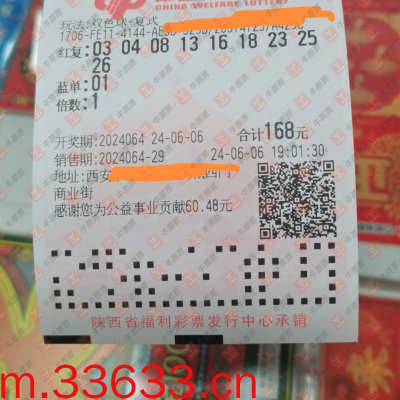 CHINA WELFARE LOTTERY
玩法:双色球-复式
红复:03 04 08 13 16 18 23 25
26
蓝单:01
倍数:1
开奖期:2024064 24-06-06 合计168元
销售期:2024064-29 24-06-06 19:01:30
地址:西安
商业街
感谢您为公益事业贡献60.48元
陕西省福利彩票发行中心承销
m.33633.cn